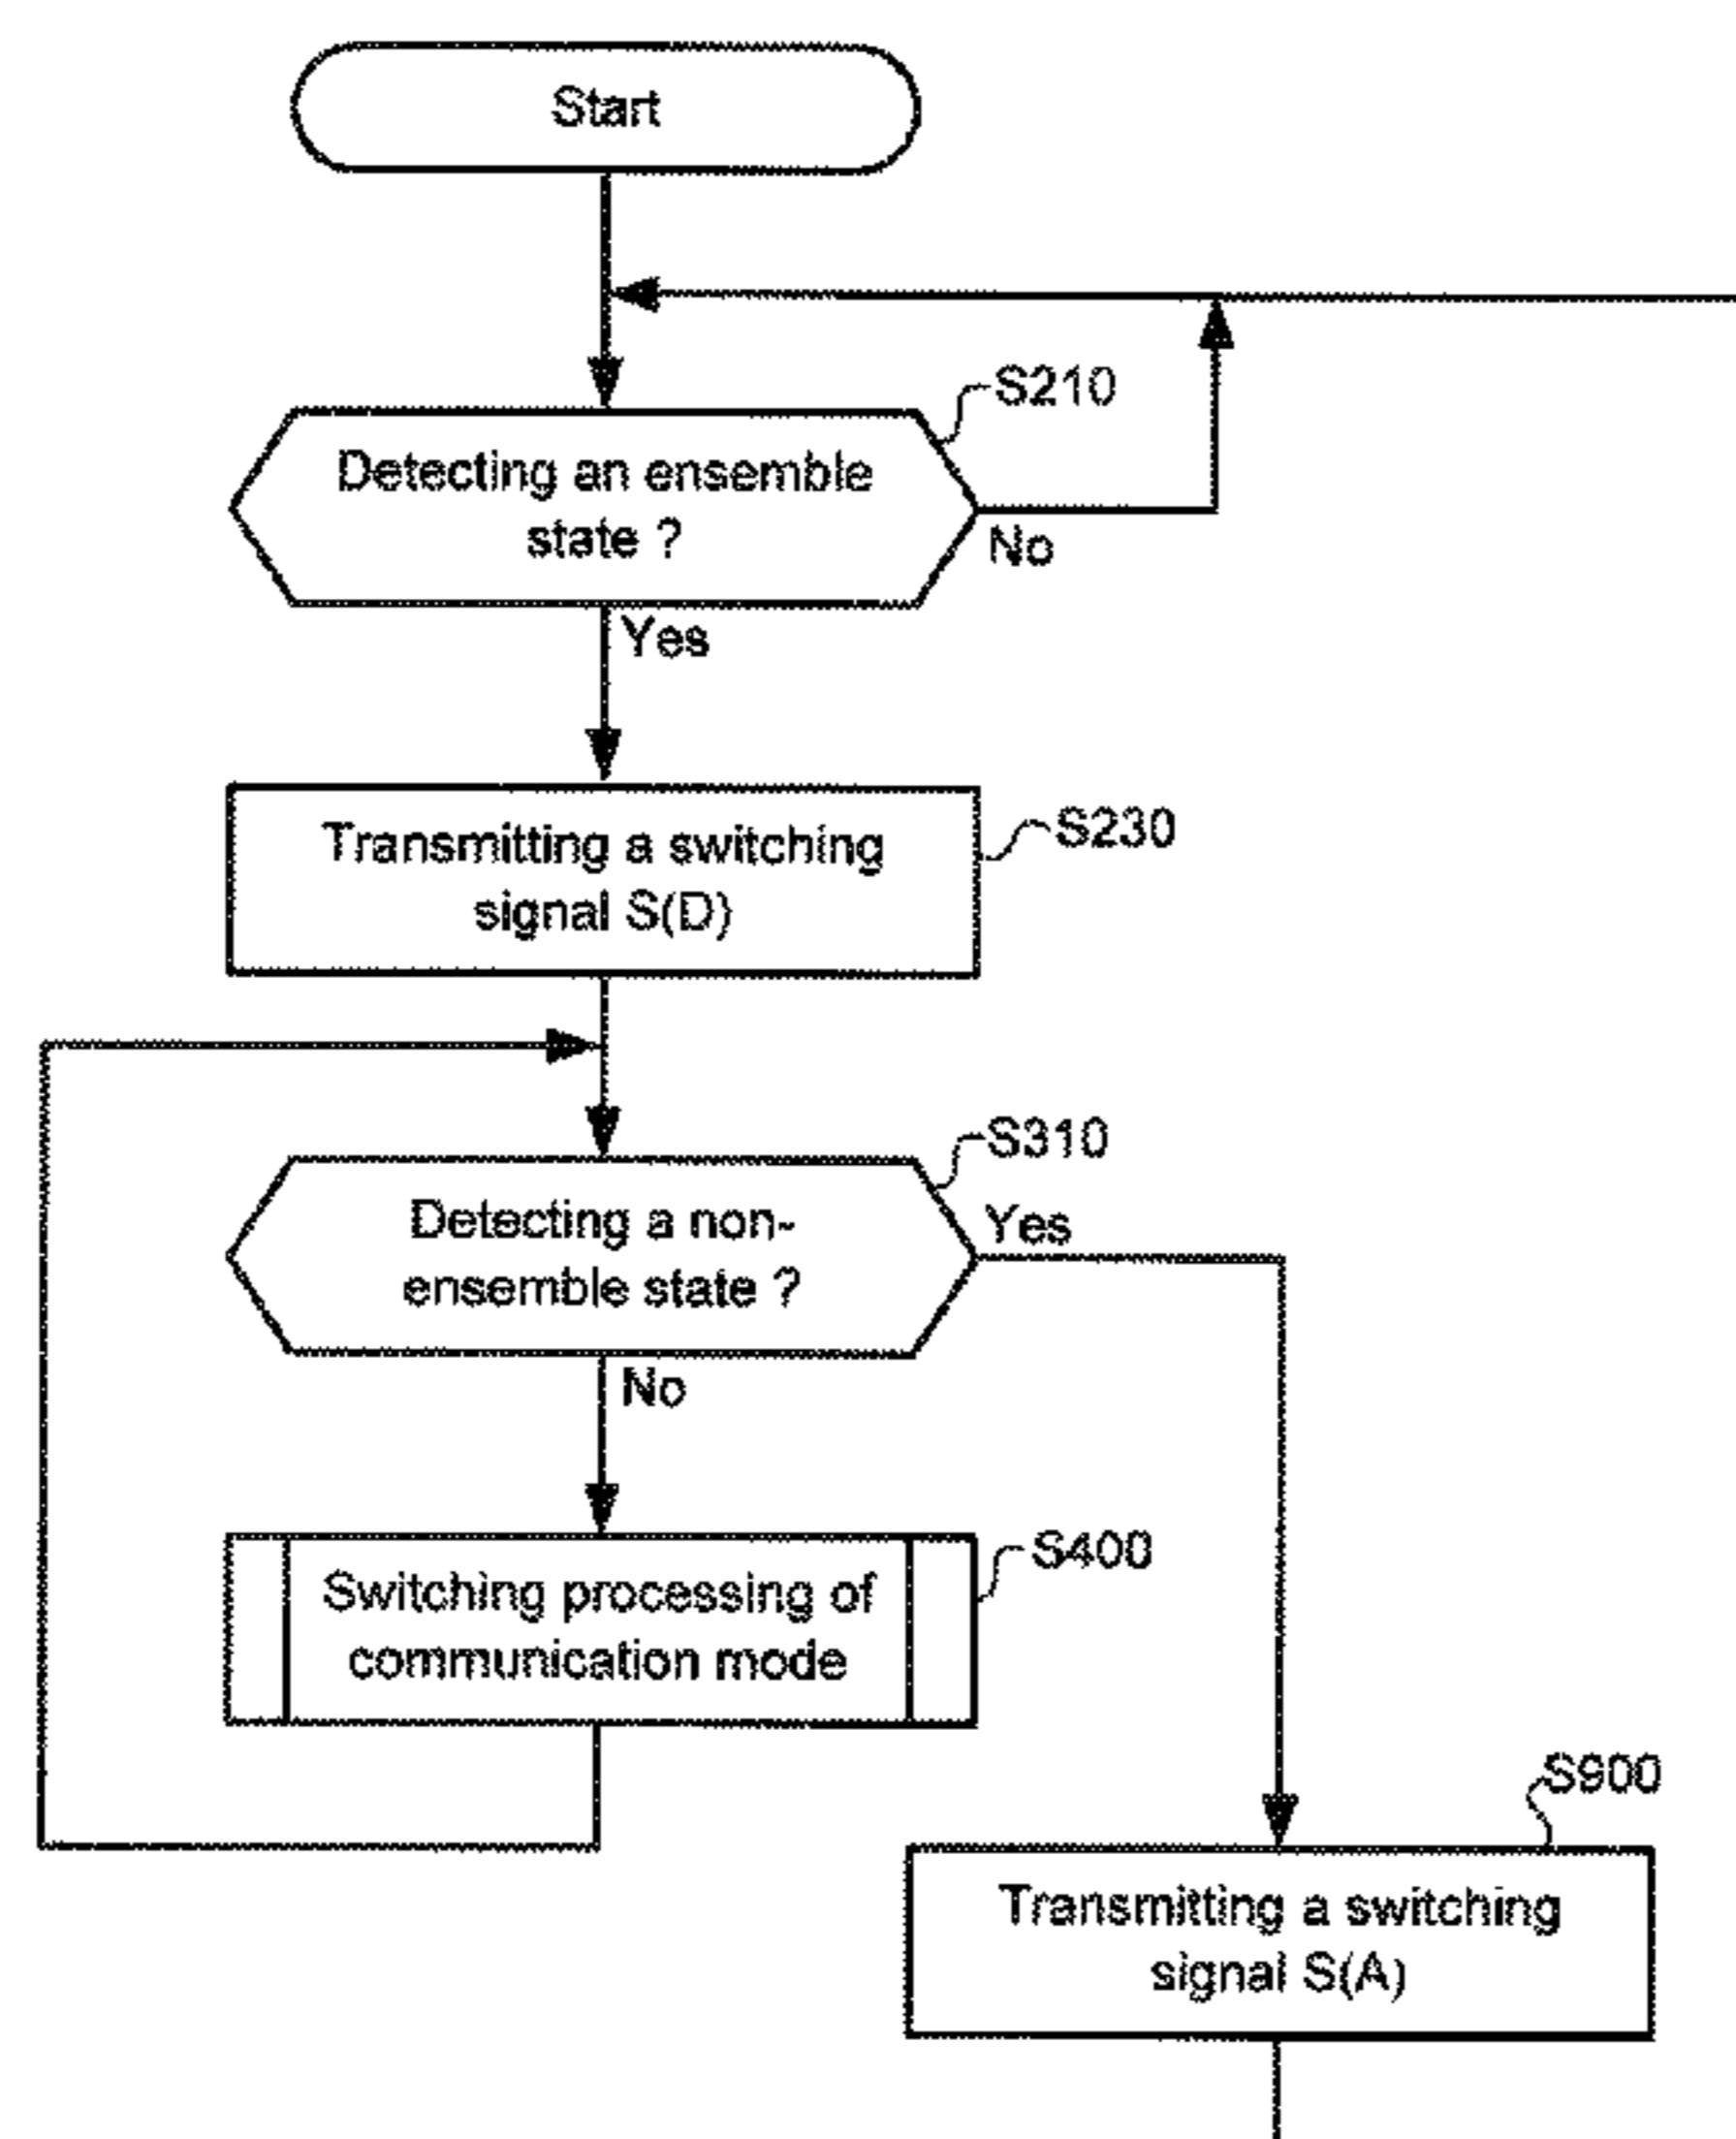 Start
S210
Detecting an ensemble
state ?
No
Yes
S230
Transmitting a switching
signal S(D)
S310
Detecting a non-
ensemble state ?
Yes
No
S400
Switching processing of
communication mode
S900
Transmitting a switching
signal S(A)